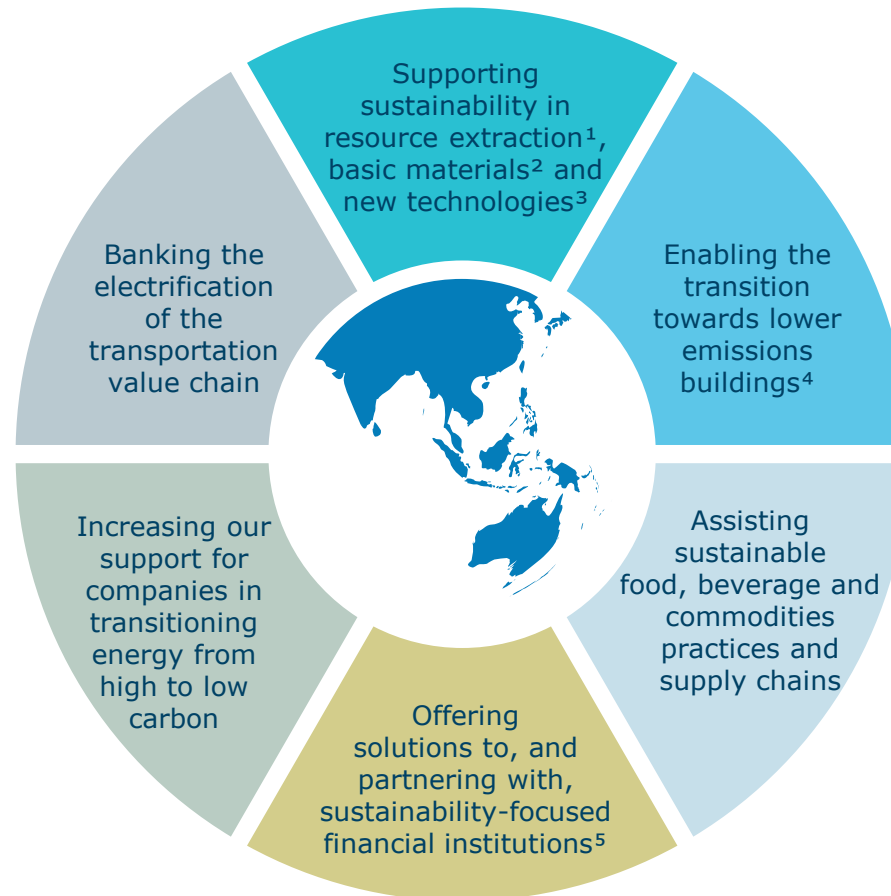 Supporting
sustainability in
resource extraction¹,
basic materials² and
new technologies³
Enabling the
transition
towards lower
emissions
buildings⁴
Assisting
sustainable
food, beverage and
commodities
practices and
supply chains
Offering
solutions to, and
partnering with,
sustainability-focused
financial institutions⁵
Increasing our
support for
companies in
transitioning
energy from
high to low
carbon
Banking the
electrification
of the
transportation
value chain